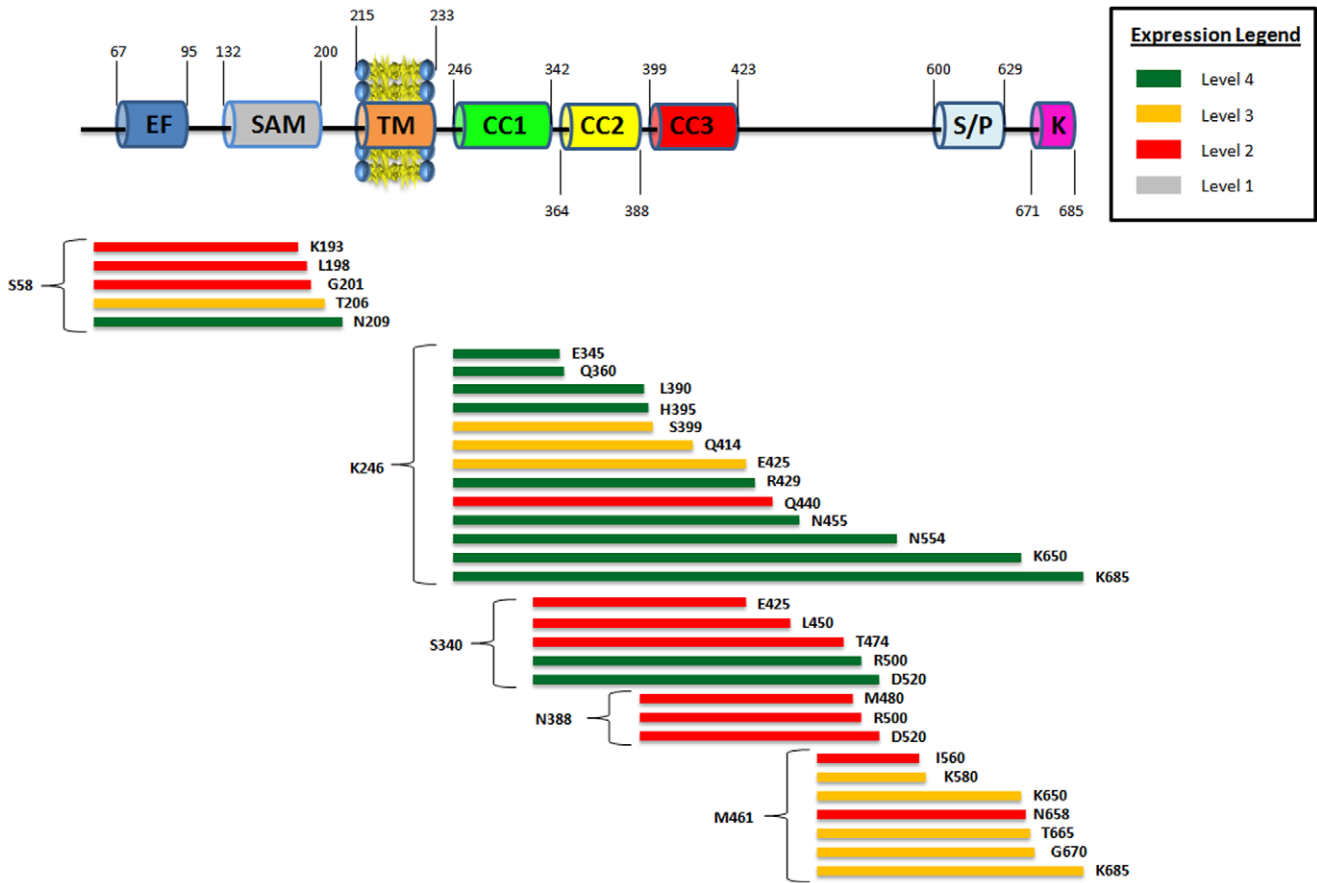 215 233
67 95 132 200 246 342 399 423 600 629
EF SAM TM CC1 CC2 CC3 S/P K
364 388 671 685
Expression Legend
Level 4
Level 3
Level 2
Level 1
S58
K193
L198
G201
T206
N209
K246
E345
Q360
L390
H395
S399
Q414
E425
R429
Q440
N455
N554
K650
K685
S340
E425
L450
T474
R500
D520
N388
M480
R500
D520
M461
I560
K580
K650
N658
T665
G670
K685